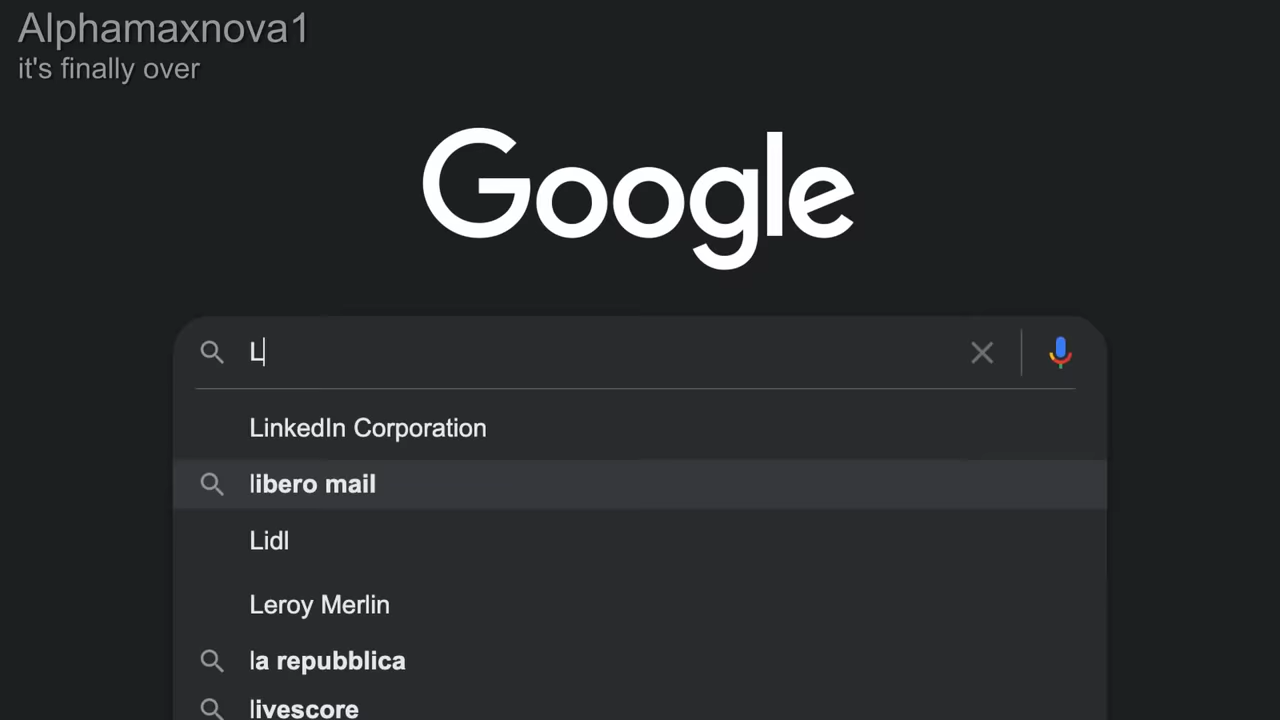 Alphamaxnova1
it's finally over
Google
L
LinkedIn Corporation
libero mail
Lidl
Leroy Merlin
la repubblica
livescore